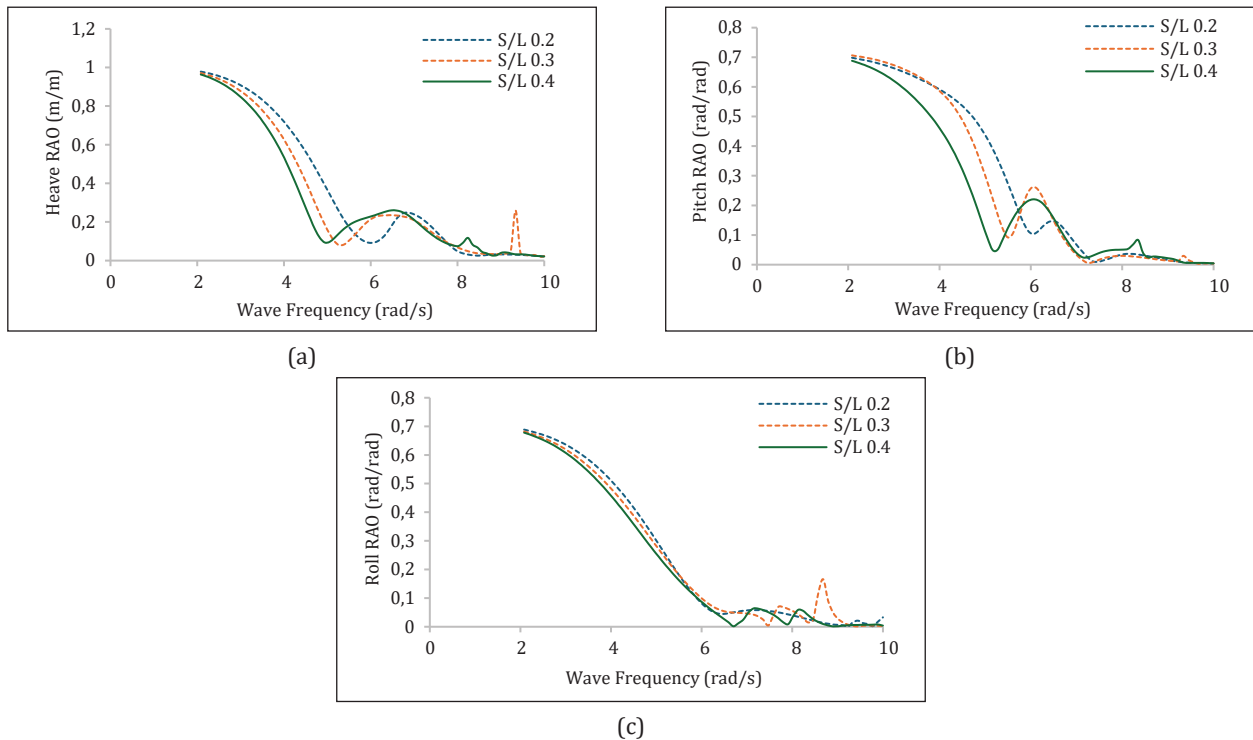 1,2
1
0,8
0,6
0,4
0,2
0
0 2 4 6 8 10
Heave RAO (m/m)
Wave Frequency (rad/s)
S/L 0.2
S/L 0.3
S/L 0.4
(a)
0,8
0,7
0,6
0,5
0,4
0,3
0,2
0,1
0
0 2 4 6 8 10
Pitch RAO (rad/rad)
Wave Frequency (rad/s)
S/L 0.2
S/L 0.3
S/L 0.4
(b)
0,8
0,7
0,6
0,5
0,4
0,3
0,2
0,1
0
0 2 4 6 8 10
Roll RAO (rad/rad)
Wave Frequency (rad/s)
S/L 0.2
S/L 0.3
S/L 0.4
(c)